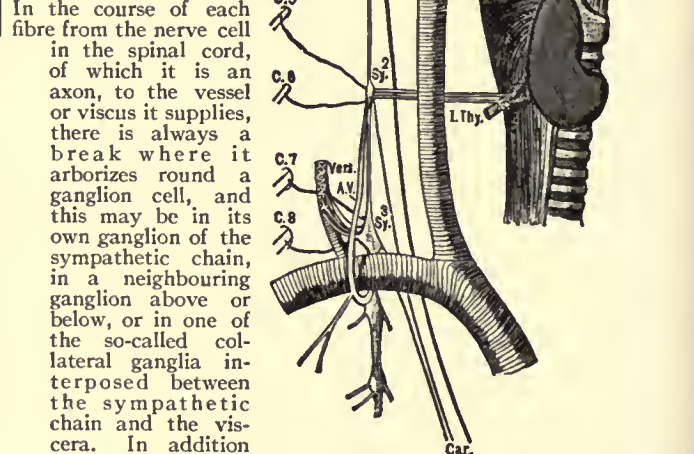 In the course of each
fibre from the nerve cell
in the spinal cord,
of which it is an
axon, to the vessel
or viscus it supplies,
there is always a
break where it
arborizes round a
ganglion cell, and
this may be in its
own ganglion of the
sympathetic chain,
in a neighbouring
ganglion above or
below, or in one of
the so-called col-
lateral ganglia in-
terposed between
the sympathetic
chain and the vis-
cera. In addition
2
Sy.
C.6
I.Thy.
C.7
Vert.
A.V.
C.8
3
Sy.
Car.